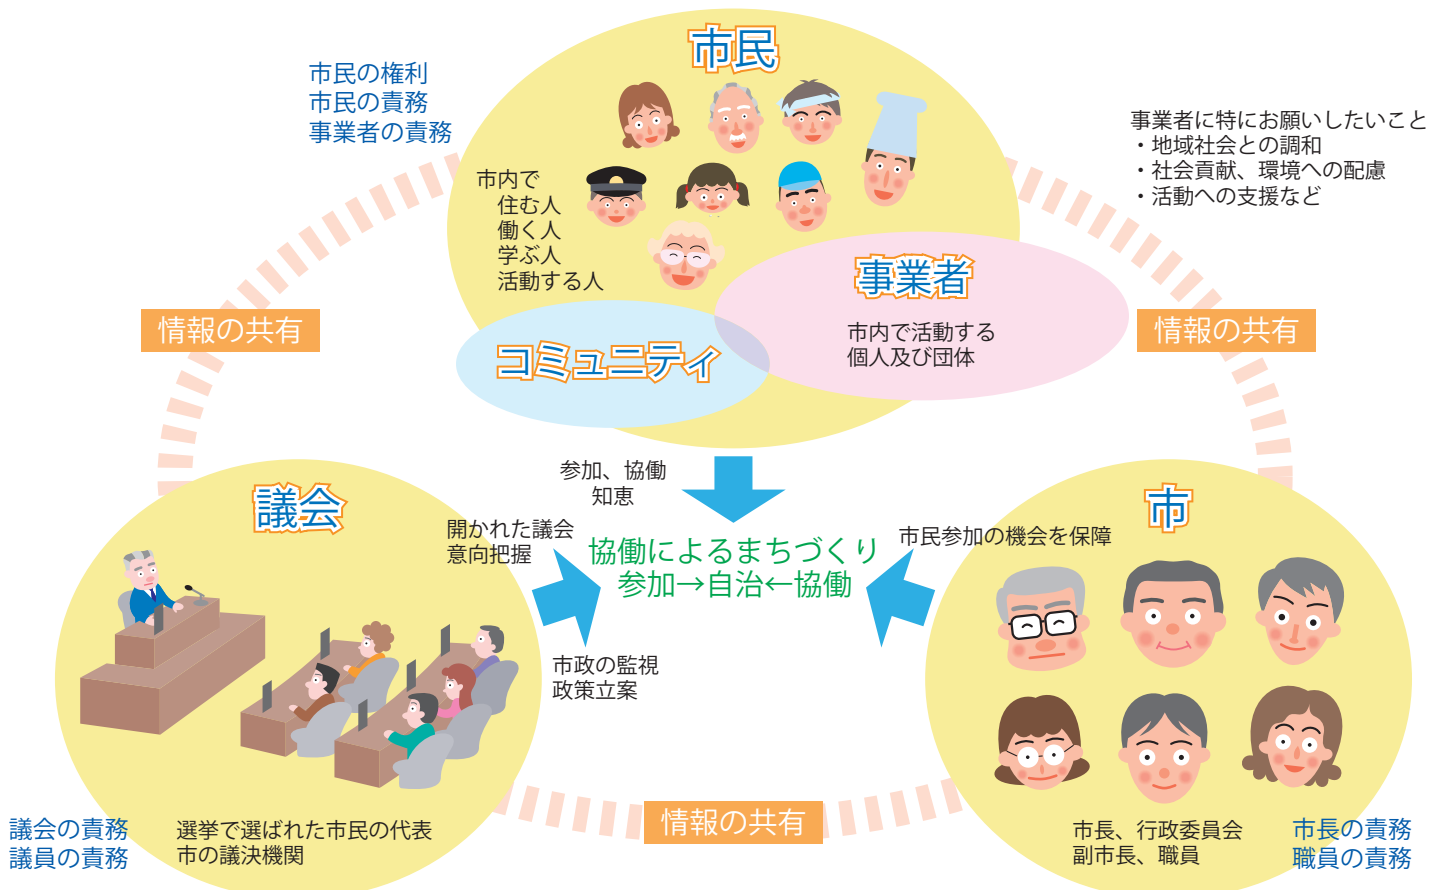 市民
市民の権利
市民の責務
事業者の責務
事業者に特にお願いしたいこと
・地域社会との調和
・社会貢献、環境への配慮
・活動への支援など
市内で
住む人
働く人
学ぶ人
活動する人
事業者
市内で活動する
個人及び団体
コミュニティ
情報の共有
情報の共有
参加、協働
知恵
議会
開かれた議会
意向把握
協働によるまちづくり
参加→自治←協働
市民参加の機会を保障
市
市政の監視
政策立案
情報の共有
議会の責務
議員の責務
選挙で選ばれた市民の代表
市の議決機関
市長、行政委員会
副市長、職員
市長の責務
職員の責務